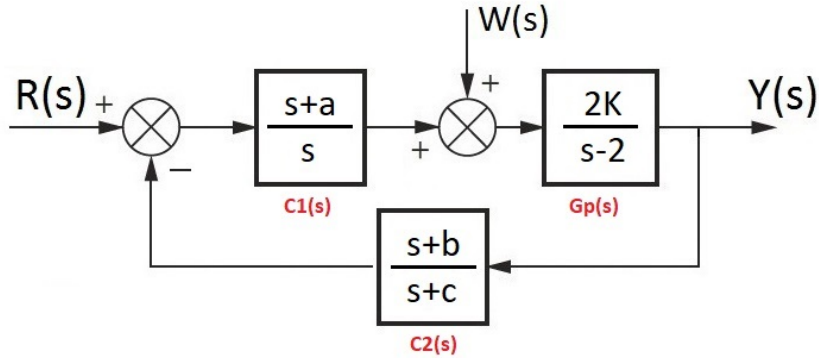 W(s)
R(s) + s+a + 2K Y(s)
s + s-2
− C1(s) Gp(s)
s+b
s+c
C2(s)